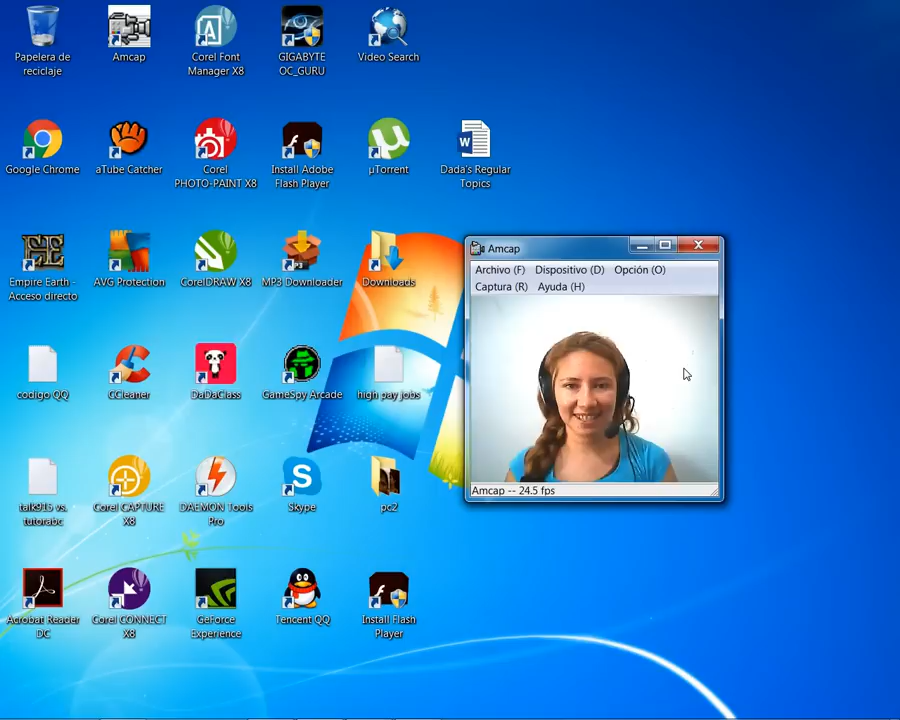 Papelera de
reciclaje
Amcap
Corel Font
Manager X8
GIGABYTE
OC_GURU
Video Search
Google Chrome
aTube Catcher
Corel
PHOTO-PAINT X8
Install Adobe
Flash Player
µTorrent
Dada's Regular
Topics
Empire Earth -
Acceso directo
AVG Protection
CorelDRAW X8
MP3 Downloader
Downloads
codigo QQ
CCleaner
DaDaClass
GameSpy Arcade
high pay jobs
talk915 vs.
tutorabc
Corel CAPTURE
X8
DAEMON Tools
Pro
Skype
pc2
Acrobat Reader
DC
Corel CONNECT
X8
GeForce
Experience
Tencent QQ
Install Flash
Player
Amcap
Archivo (F) Dispositivo (D) Opción (O)
Captura (R) Ayuda (H)
Amcap -- 24.5 fps